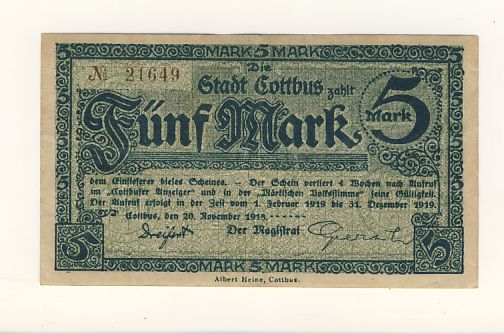 MARK 5 MARK
Die
№ 21649
Stadt Cottbus zahlt
5 Mark
Fünf Mark
dem Einlieferer dieses Scheines. – Der Schein verliert 4 Wochen nach Aufruf
im „Cottbuser Anzeiger“ und in der „Märkischen Volksstimme“ seine Gültigkeit.
Der Aufruf erfolgt in der Zeit vom 1. Februar 1919 bis 31. Dezember 1919.
Cottbus, den 20. November 1918.
Der Magistrat
5
5
MARK 5 MARK
Albert Heine, Cottbus.